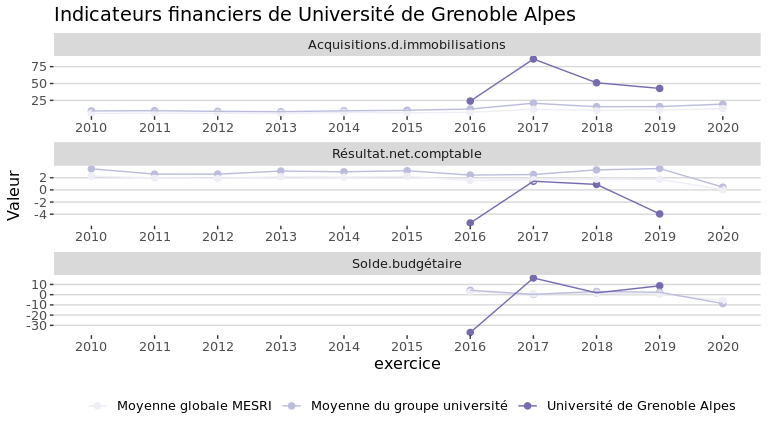 Indicateurs financiers de Université de Grenoble Alpes
Acquisitions.d.immobilisations
75
50
25
2010 2011 2012 2013 2014 2015 2016 2017 2018 2019 2020
Résultat.net.comptable
2
0
-2
-4
2010 2011 2012 2013 2014 2015 2016 2017 2018 2019 2020
Solde.budgétaire
10
0
-10
-20
-30
2010 2011 2012 2013 2014 2015 2016 2017 2018 2019 2020
Valeur
exercice
Moyenne globale MESRI Moyenne du groupe université Université de Grenoble Alpes